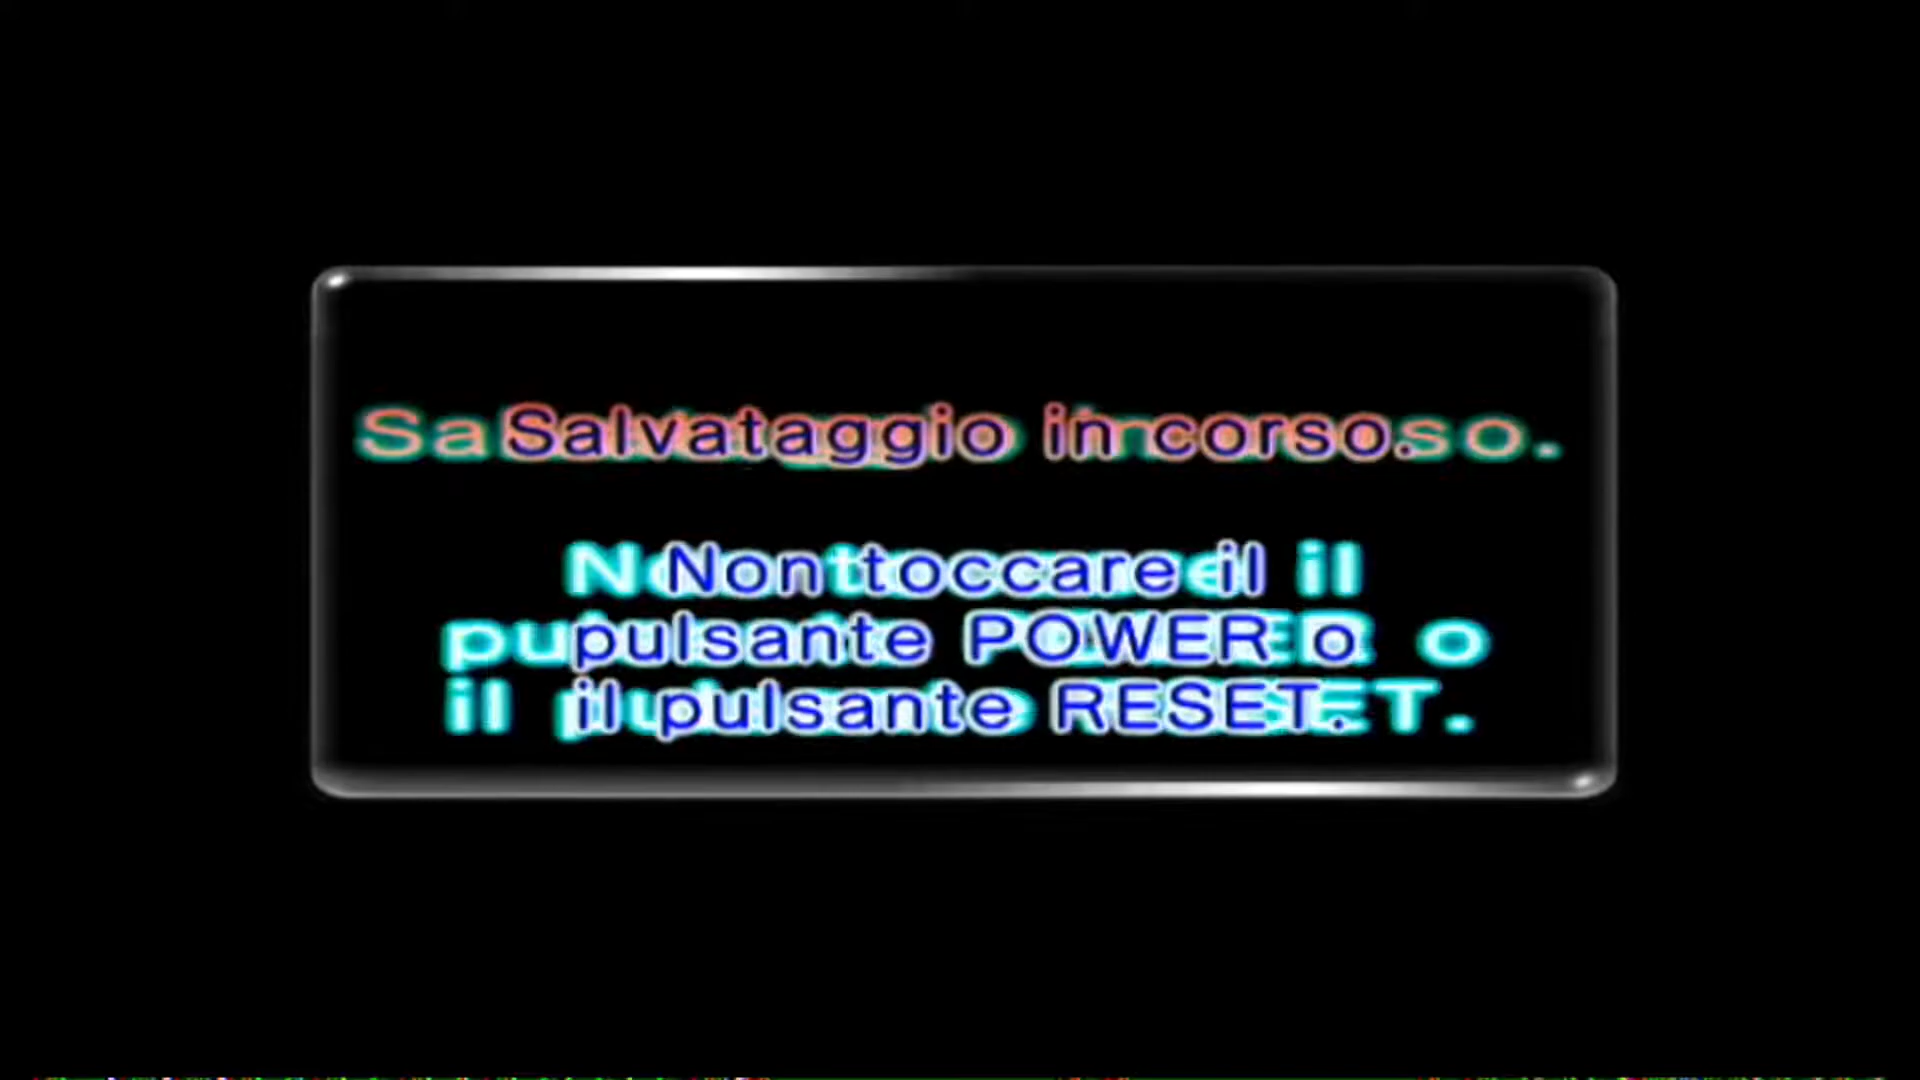 Salvataggio in corso.
Non toccare il
pulsante POWER o
il pulsante RESET.